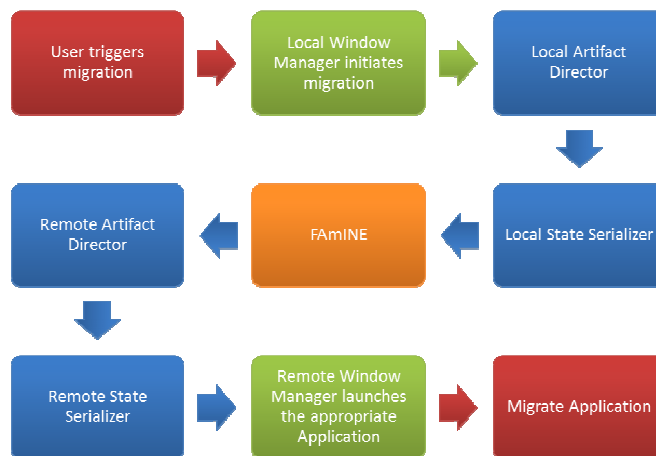 User triggers
migration
Local Window
Manager initiates
migration
Local Artifact
Director
Local State Serializer
FAmINE
Remote Artifact
Director
Remote State
Serializer
Remote Window
Manager launches
the appropriate
Application
Migrate Application